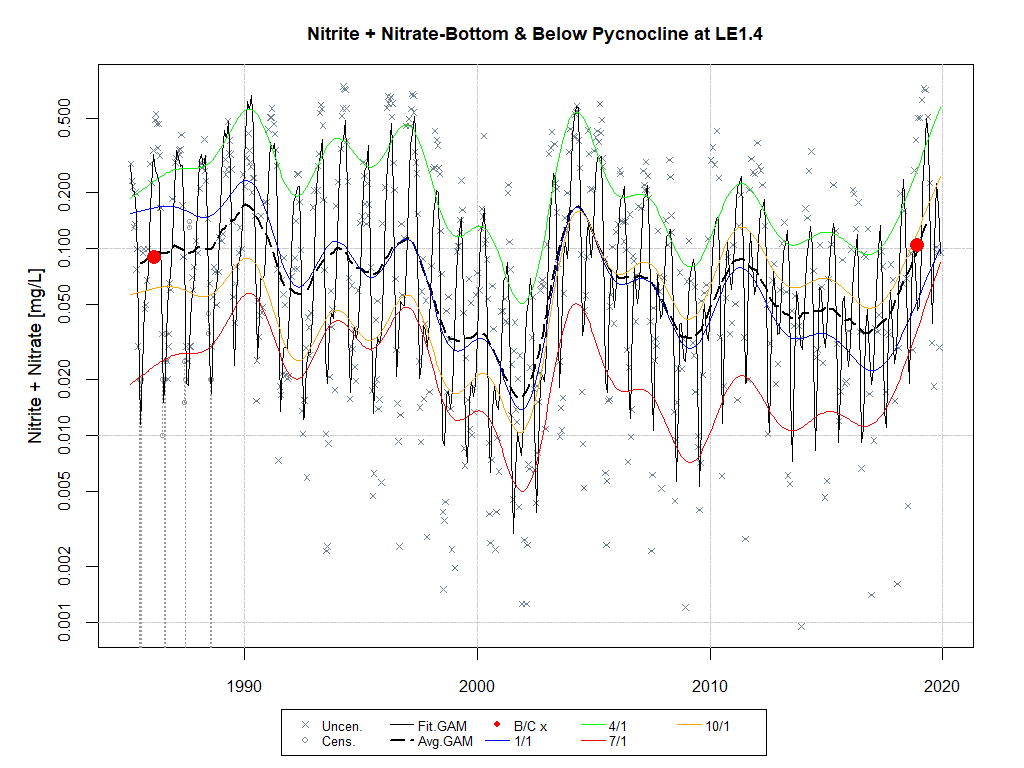 Nitrite + Nitrate-Bottom & Below Pycnocline at LE1.4
Nitrite + Nitrate [mg/L]
0.500
0.200
0.100
0.050
0.020
0.010
0.005
0.002
0.001
1990 2000 2010 2020
Uncen. Fit.GAM B/C x 4/1 10/1
Cens. Avg.GAM 1/1 7/1